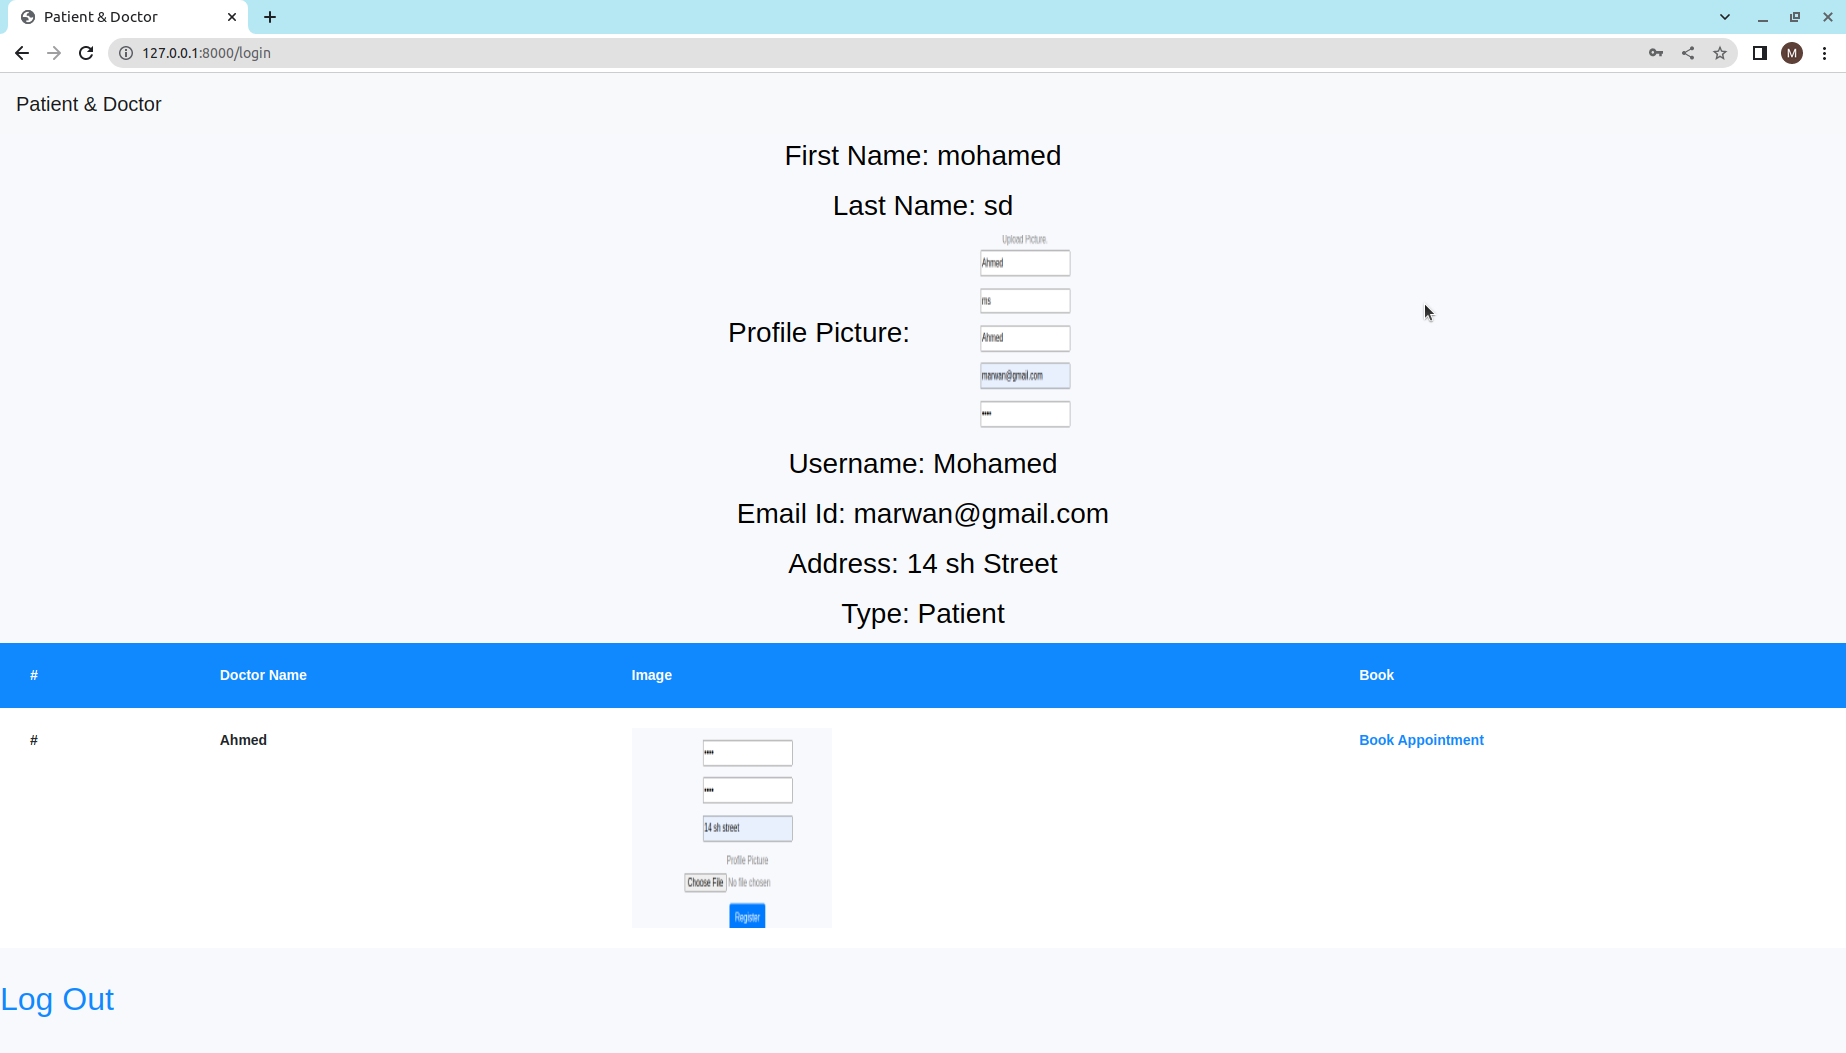 Patient & Doctor
127.0.0.1:8000/login
M
Patient & Doctor
First Name: mohamed
Last Name: sd
Profile Picture:
Upload Picture.
Ahmed
ms
Ahmed
marwan@gmail.com
••••
Username: Mohamed
Email Id: marwan@gmail.com
Address: 14 sh Street
Type: Patient
# Doctor Name Image Book
# Ahmed Book Appointment
••••
••••
14 sh street
Profile Picture
Choose File No file chosen
Register
Log Out